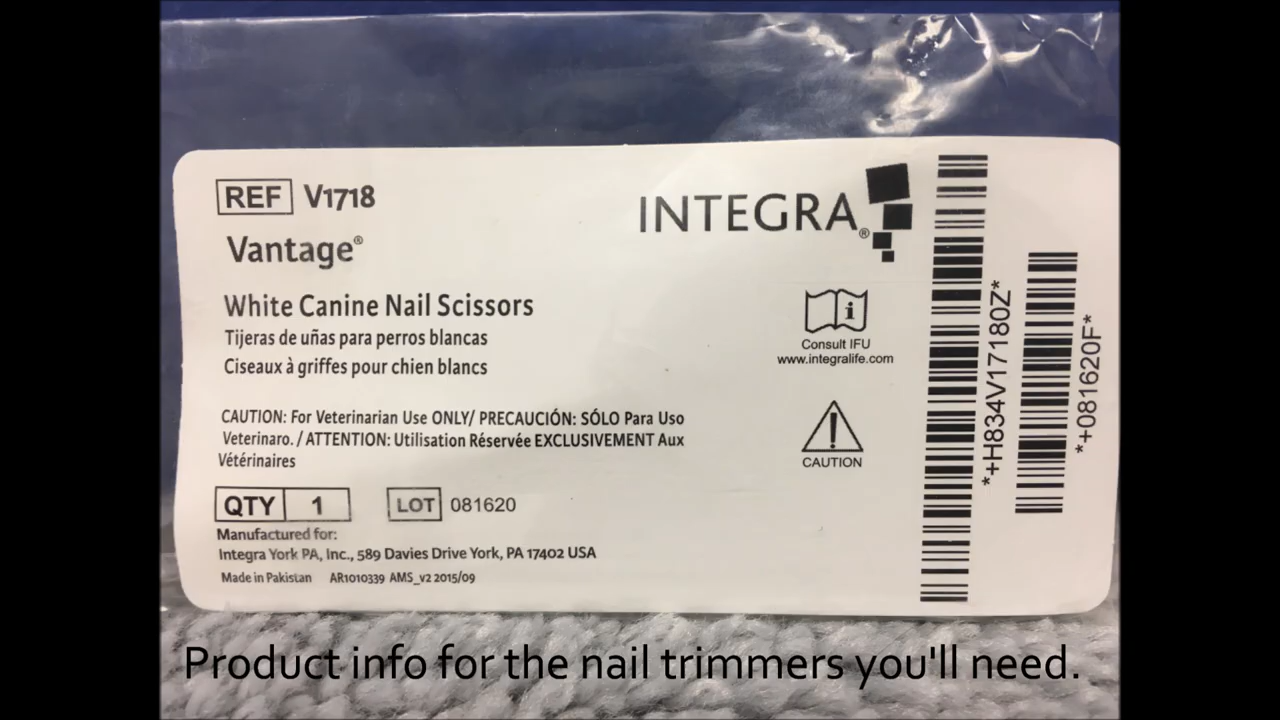 REF V1718
Vantage®
INTEGRA®
White Canine Nail Scissors
Tijeras de uñas para perros blancas
Ciseaux à griffes pour chien blancs
Consult IFU
www.integralife.com
CAUTION: For Veterinarian Use ONLY/ PRECAUCIÓN: SÓLO Para Uso
Veterinaro. / ATTENTION: Utilisation Réservée EXCLUSIVEMENT Aux
Vétérinaires
CAUTION
QTY 1 LOT 081620
Manufactured for:
Integra York PA, Inc., 589 Davies Drive York, PA 17402 USA
Made in Pakistan AR1010339 AMS_v2 2015/09
*+H834V17180Z*
*+081620F*
Product info for the nail trimmers you'll need.